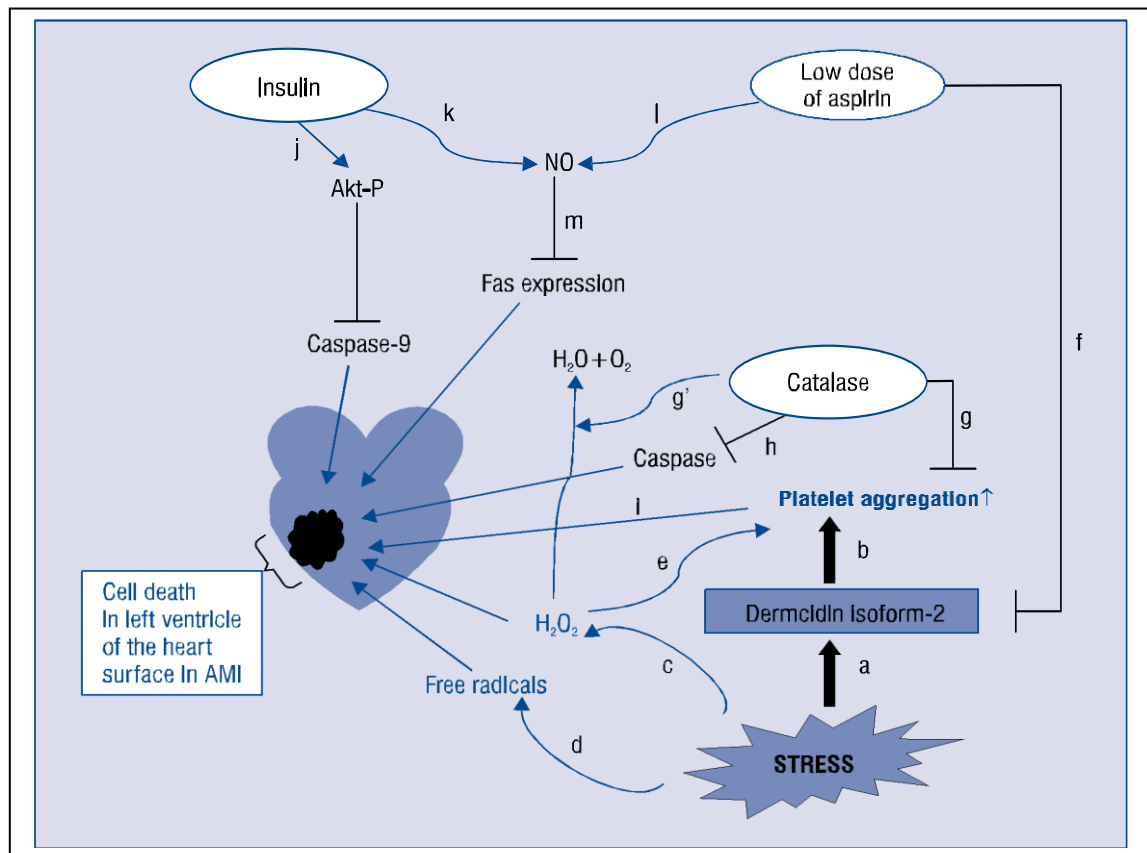 Insulin
Low dose
of aspirin
k
l
j
NO
Akt-P
m
Fas expression
f
Caspase-9
H₂O + O₂
Catalase
g'
g
h
Caspase
Platelet aggregation↑
i
b
e
Cell death
In left ventricle
of the heart
surface In AMI
Dermcidin Isoform-2
H₂O₂
c
a
Free radicals
d
STRESS